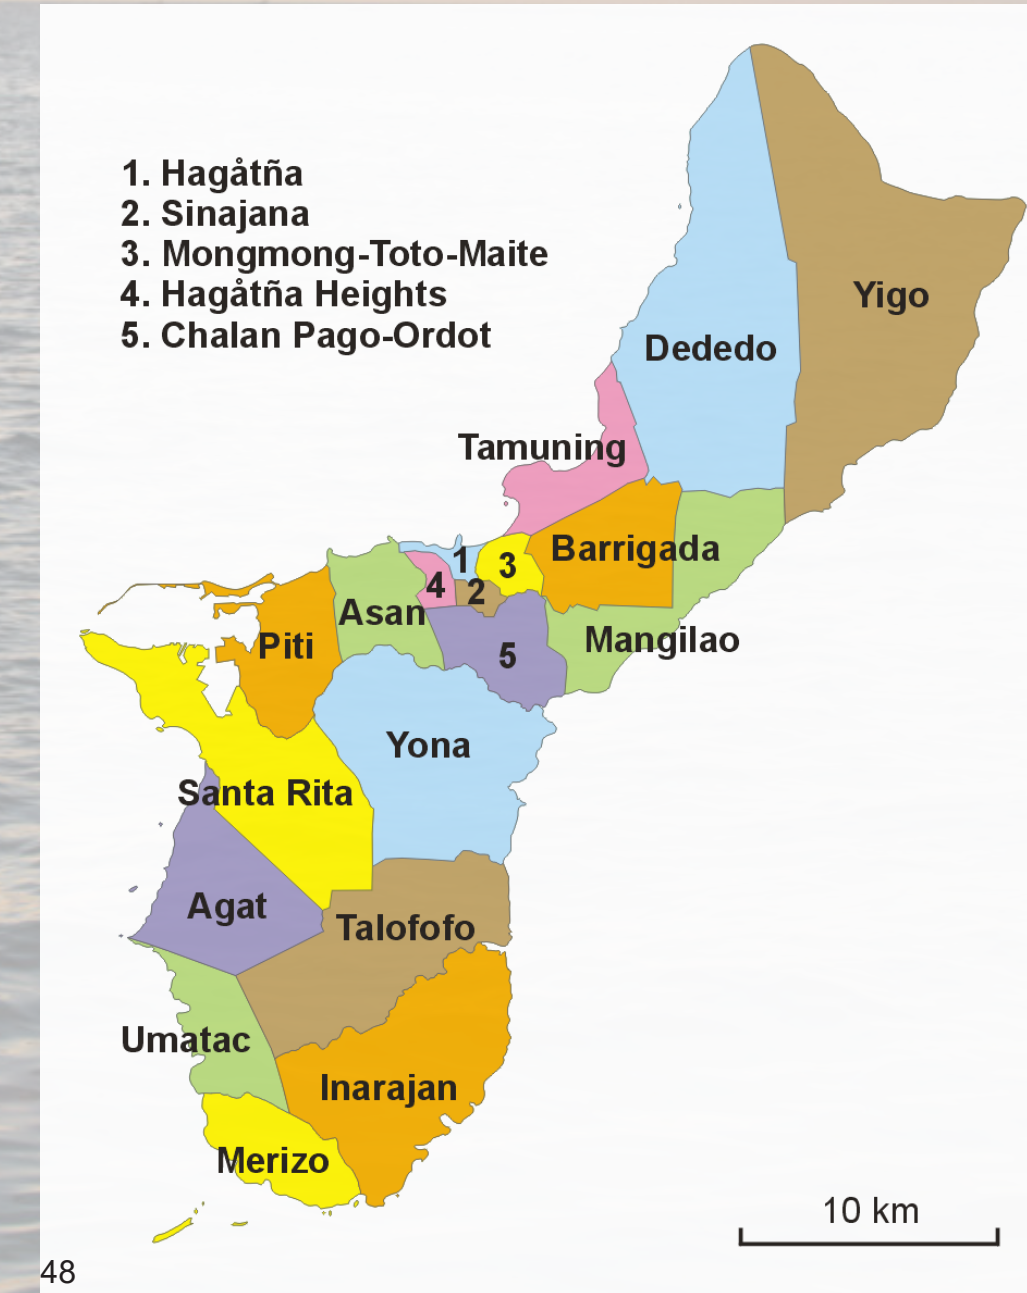 1. Hagåtña
2. Sinajana
3. Mongmong-Toto-Maite
4. Hagåtña Heights
5. Chalan Pago-Ordot
Yigo
Dededo
Tamuning
Barrigada
1
3
4
2
Asan
Mangilao
Piti
5
Yona
Santa Rita
Agat
Talofofo
Umatac
Inarajan
Merizo
10 km
48